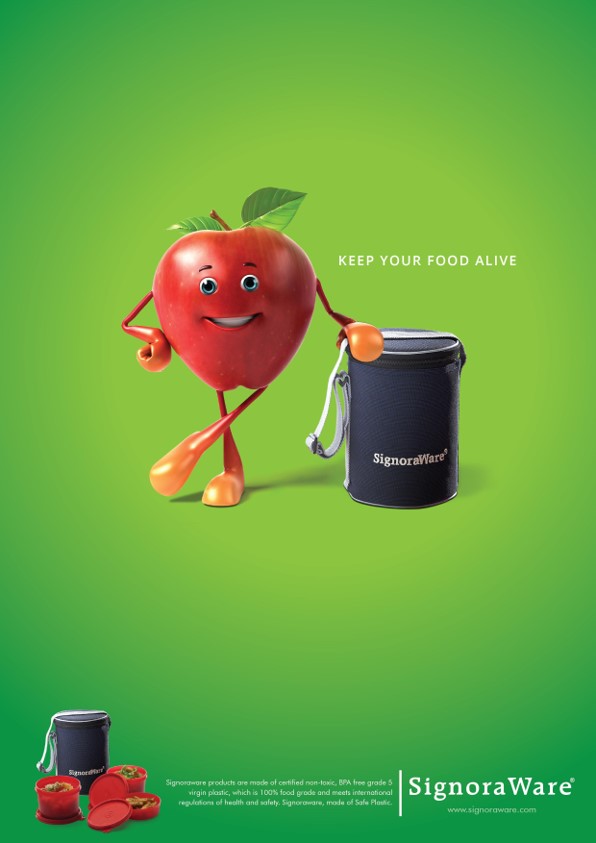 KEEP YOUR FOOD ALIVE
SignoraWare®
SignoraWare
Signoraware products are made of certified non-toxic, BPA free grade 5
virgin plastic, which is 100% food grade and meets international
regulations of health and safety. Signoraware, made of Safe Plastic.
SignoraWare®
www.signoraware.com